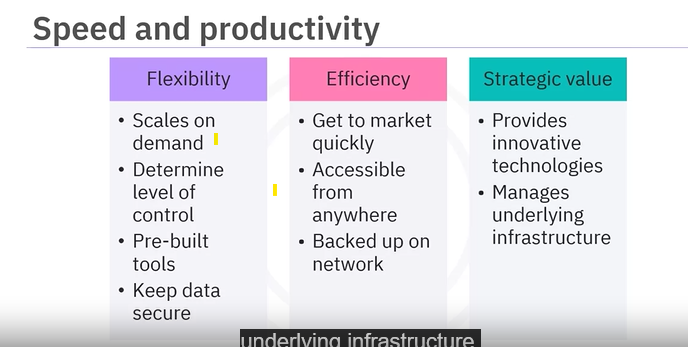 Speed and productivity
Flexibility
• Scales on
demand
• Determine
level of
control
• Pre-built
tools
• Keep data
secure
Efficiency
• Get to market
quickly
• Accessible
from
anywhere
• Backed up on
network
Strategic value
• Provides
innovative
technologies
• Manages
underlying
infrastructure
underlying infrastructure